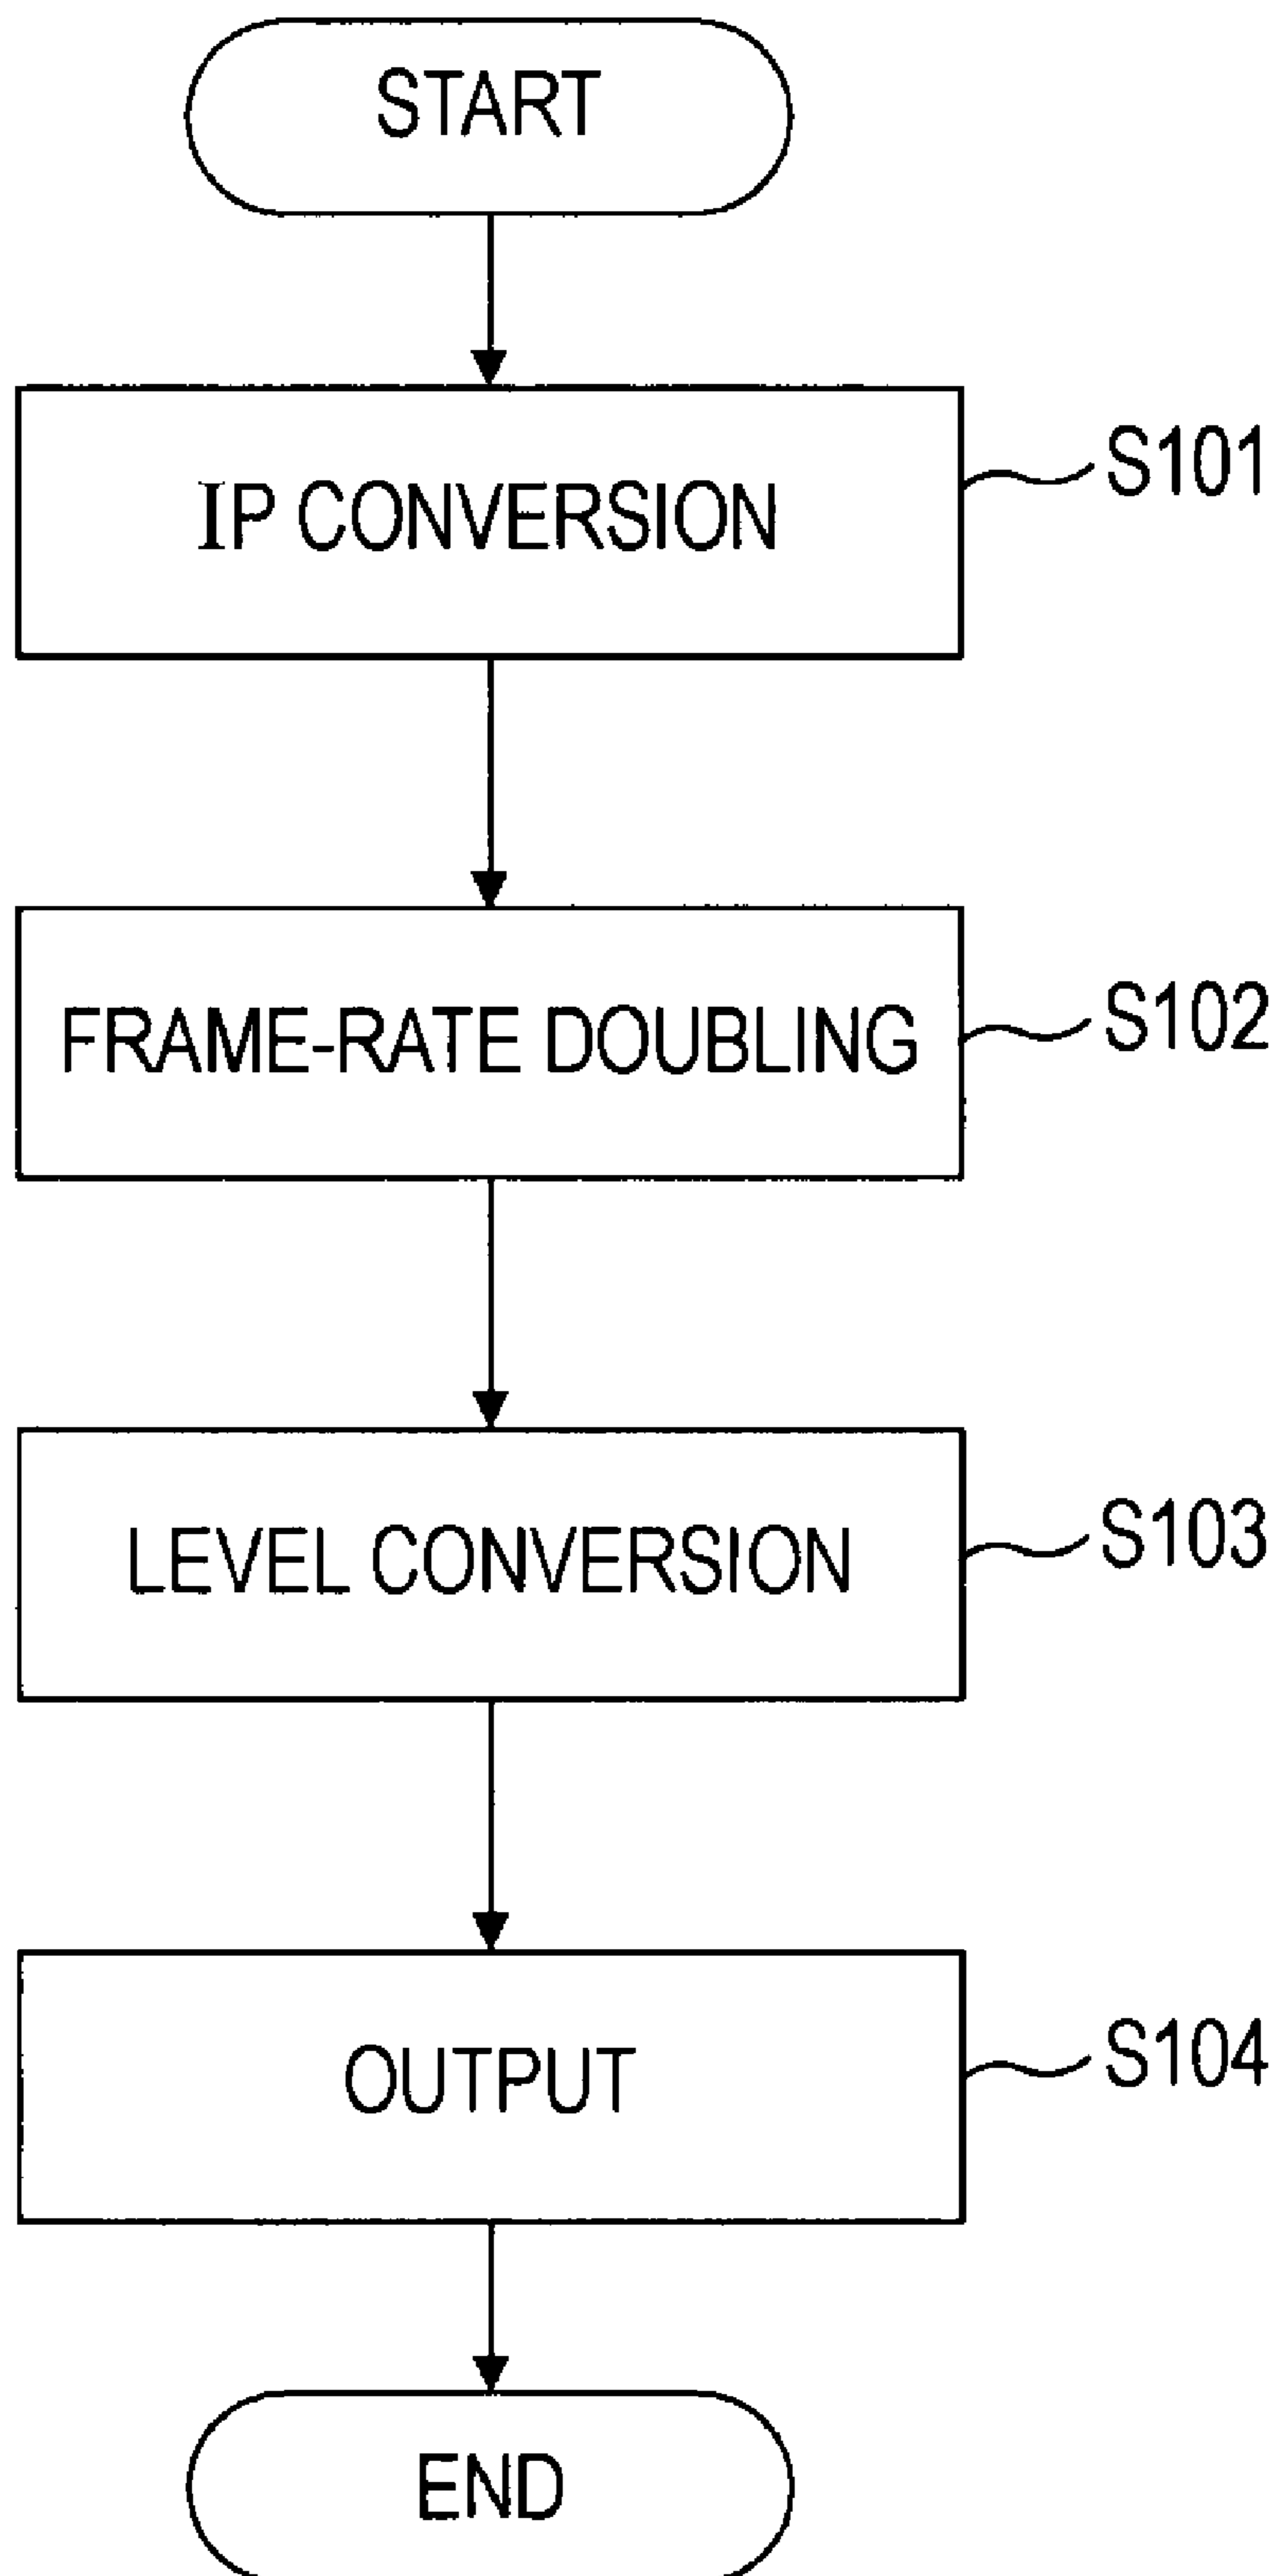 START
IP CONVERSION
S101
FRAME-RATE DOUBLING
S102
LEVEL CONVERSION
S103
OUTPUT
S104
END